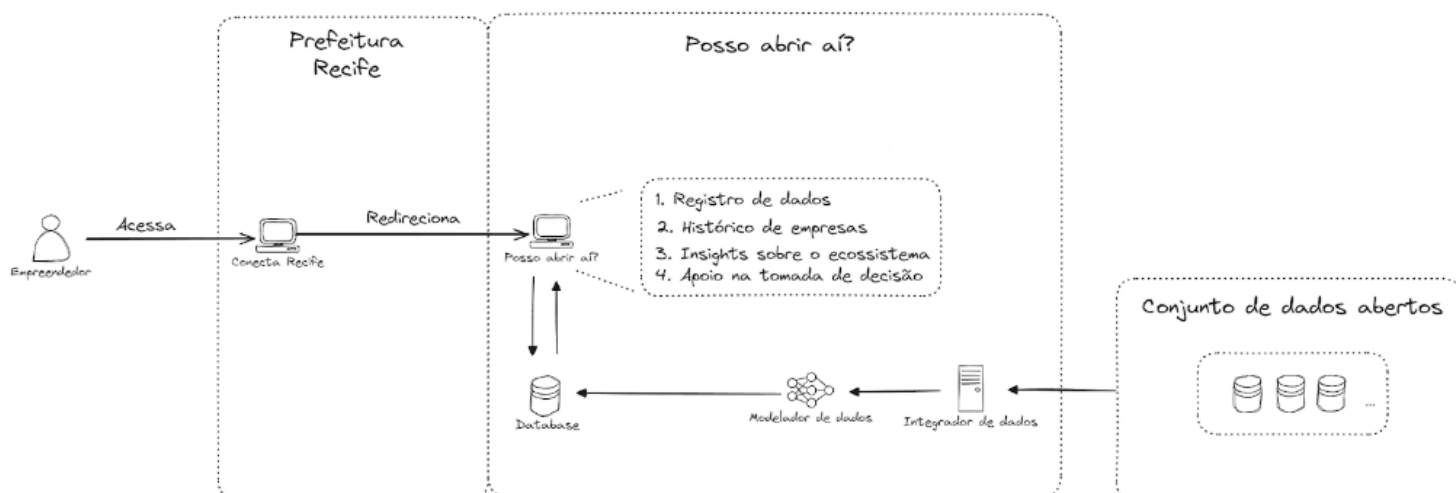 Prefeitura
Recife
Posso abrir aí?
Acessa
Redireciona
Empreendedor
Conecta Recife
Posso abrir aí?
1. Registro de dados
2. Histórico de empresas
3. Insights sobre o ecossistema
4. Apoio na tomada de decisão
Conjunto de dados abertos
...
Database
Modelador de dados
Integrador de dados